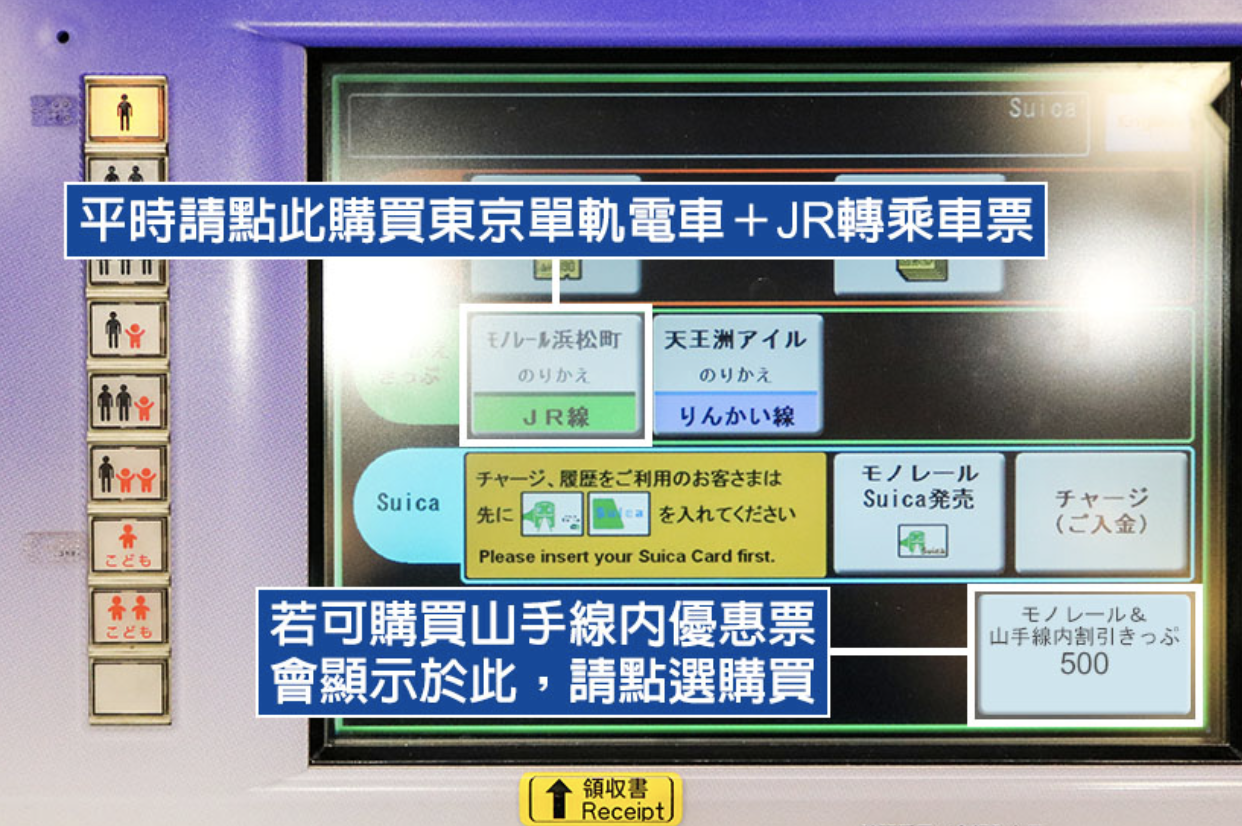 Suica
平時請點此購買東京單軌電車＋JR轉乘車票
モノレール浜松町
のりかえ
JR線
天王洲アイル
のりかえ
りんかい線
きっぷ
Suica
チャージ、履歴をご利用のお客さまは
先に Suica を入れてください
Please insert your Suica Card first.
モノレール
Suica発売
Suica
チャージ
(ご入金)
こども
こども
若可購買山手線内優惠票
會顯示於此，請點選購買
モノレール＆
山手線内割引きっぷ
500
領収書
Receipt